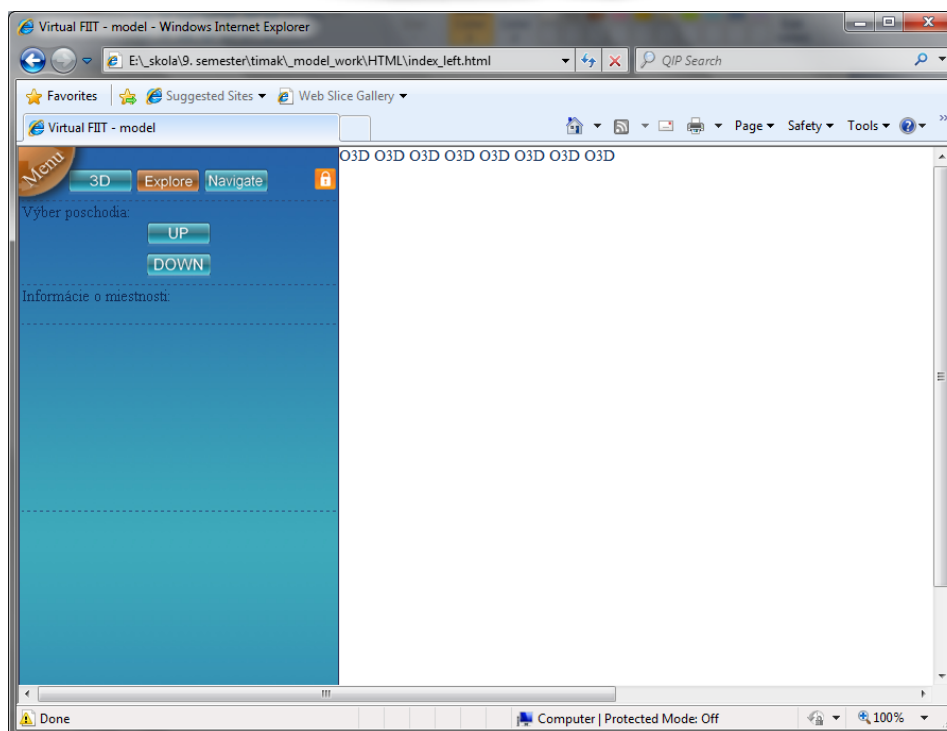 Virtual FIIT - model - Windows Internet Explorer
E:\_skola\9. semester\timak\_model_work\HTML\index_left.html
QIP Search
Favorites Suggested Sites Web Slice Gallery
Virtual FIIT - model Page Safety Tools
Menu 3D Explore Navigate
O3D O3D O3D O3D O3D O3D O3D O3D
Výber poschodia:
UP
DOWN
Informácie o miestnosti:
Done Computer | Protected Mode: Off 100%